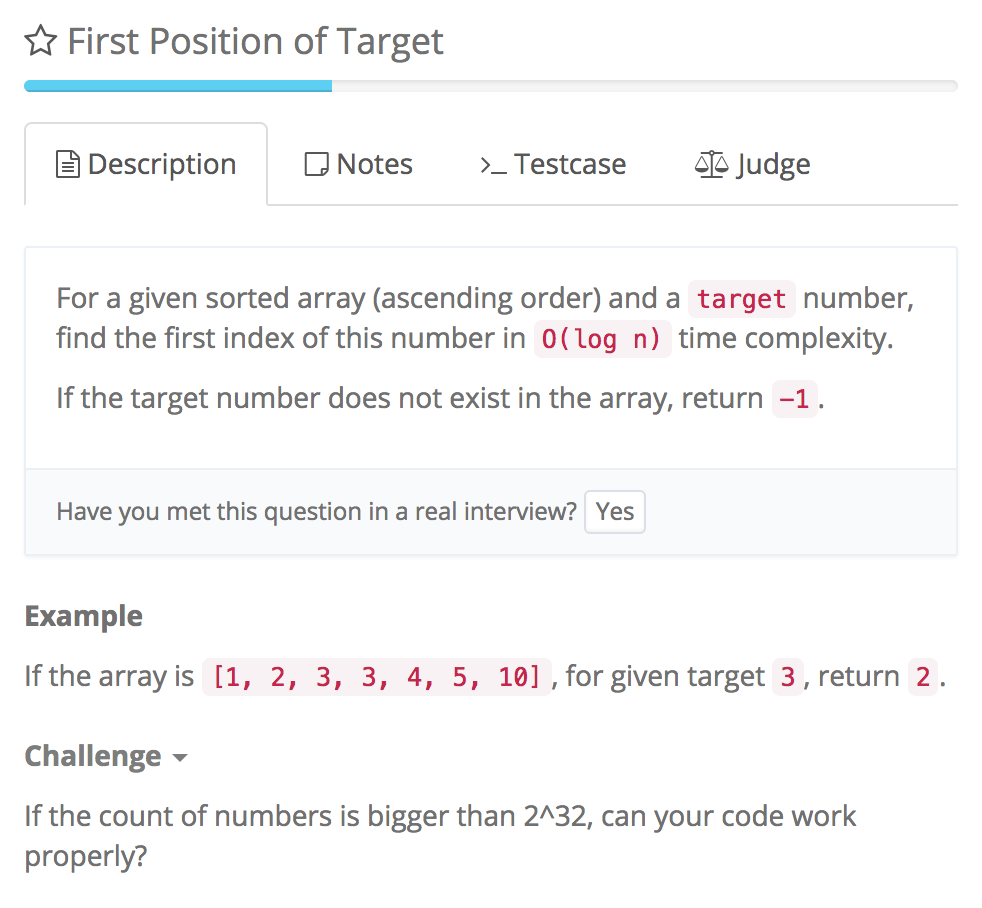 First Position of Target
Description
Notes
Testcase
Judge
For a given sorted array (ascending order) and a target number,
find the first index of this number in O(log n) time complexity.
If the target number does not exist in the array, return -1.
Have you met this question in a real interview? Yes
Example
If the array is [1, 2, 3, 3, 4, 5, 10], for given target 3, return 2.
Challenge
If the count of numbers is bigger than 2^32, can your code work
properly?